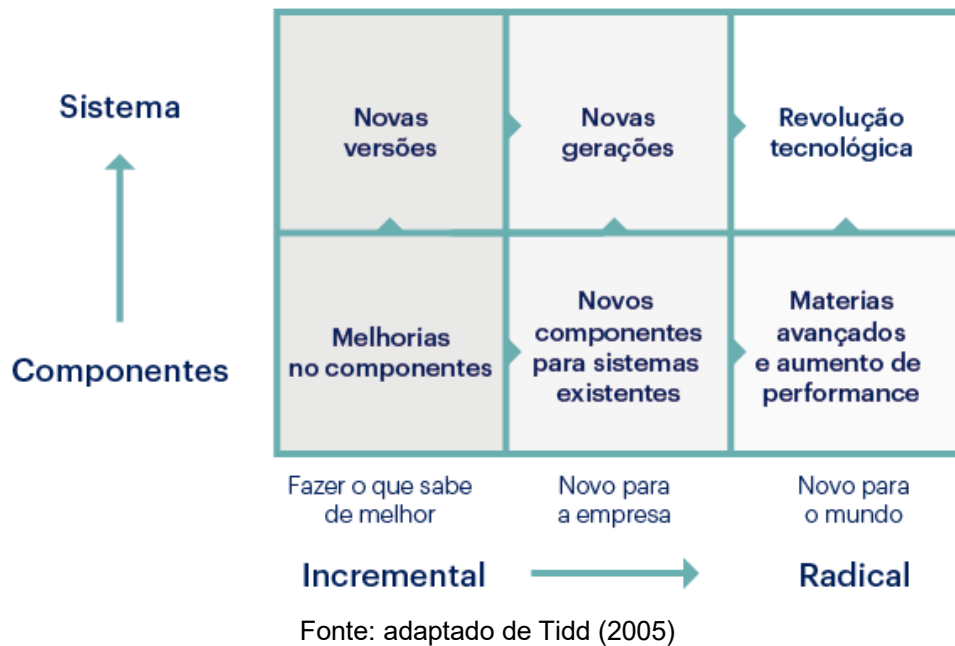 Sistema
Novas
versões
Novas
gerações
Revolução
tecnológica
Componentes
Melhorias
no componentes
Novos
componentes
para sistemas
existentes
Materias
avançados
e aumento de
performance
Fazer o que sabe
de melhor
Novo para
a empresa
Novo para
o mundo
Incremental
Radical
Fonte: adaptado de Tidd (2005)